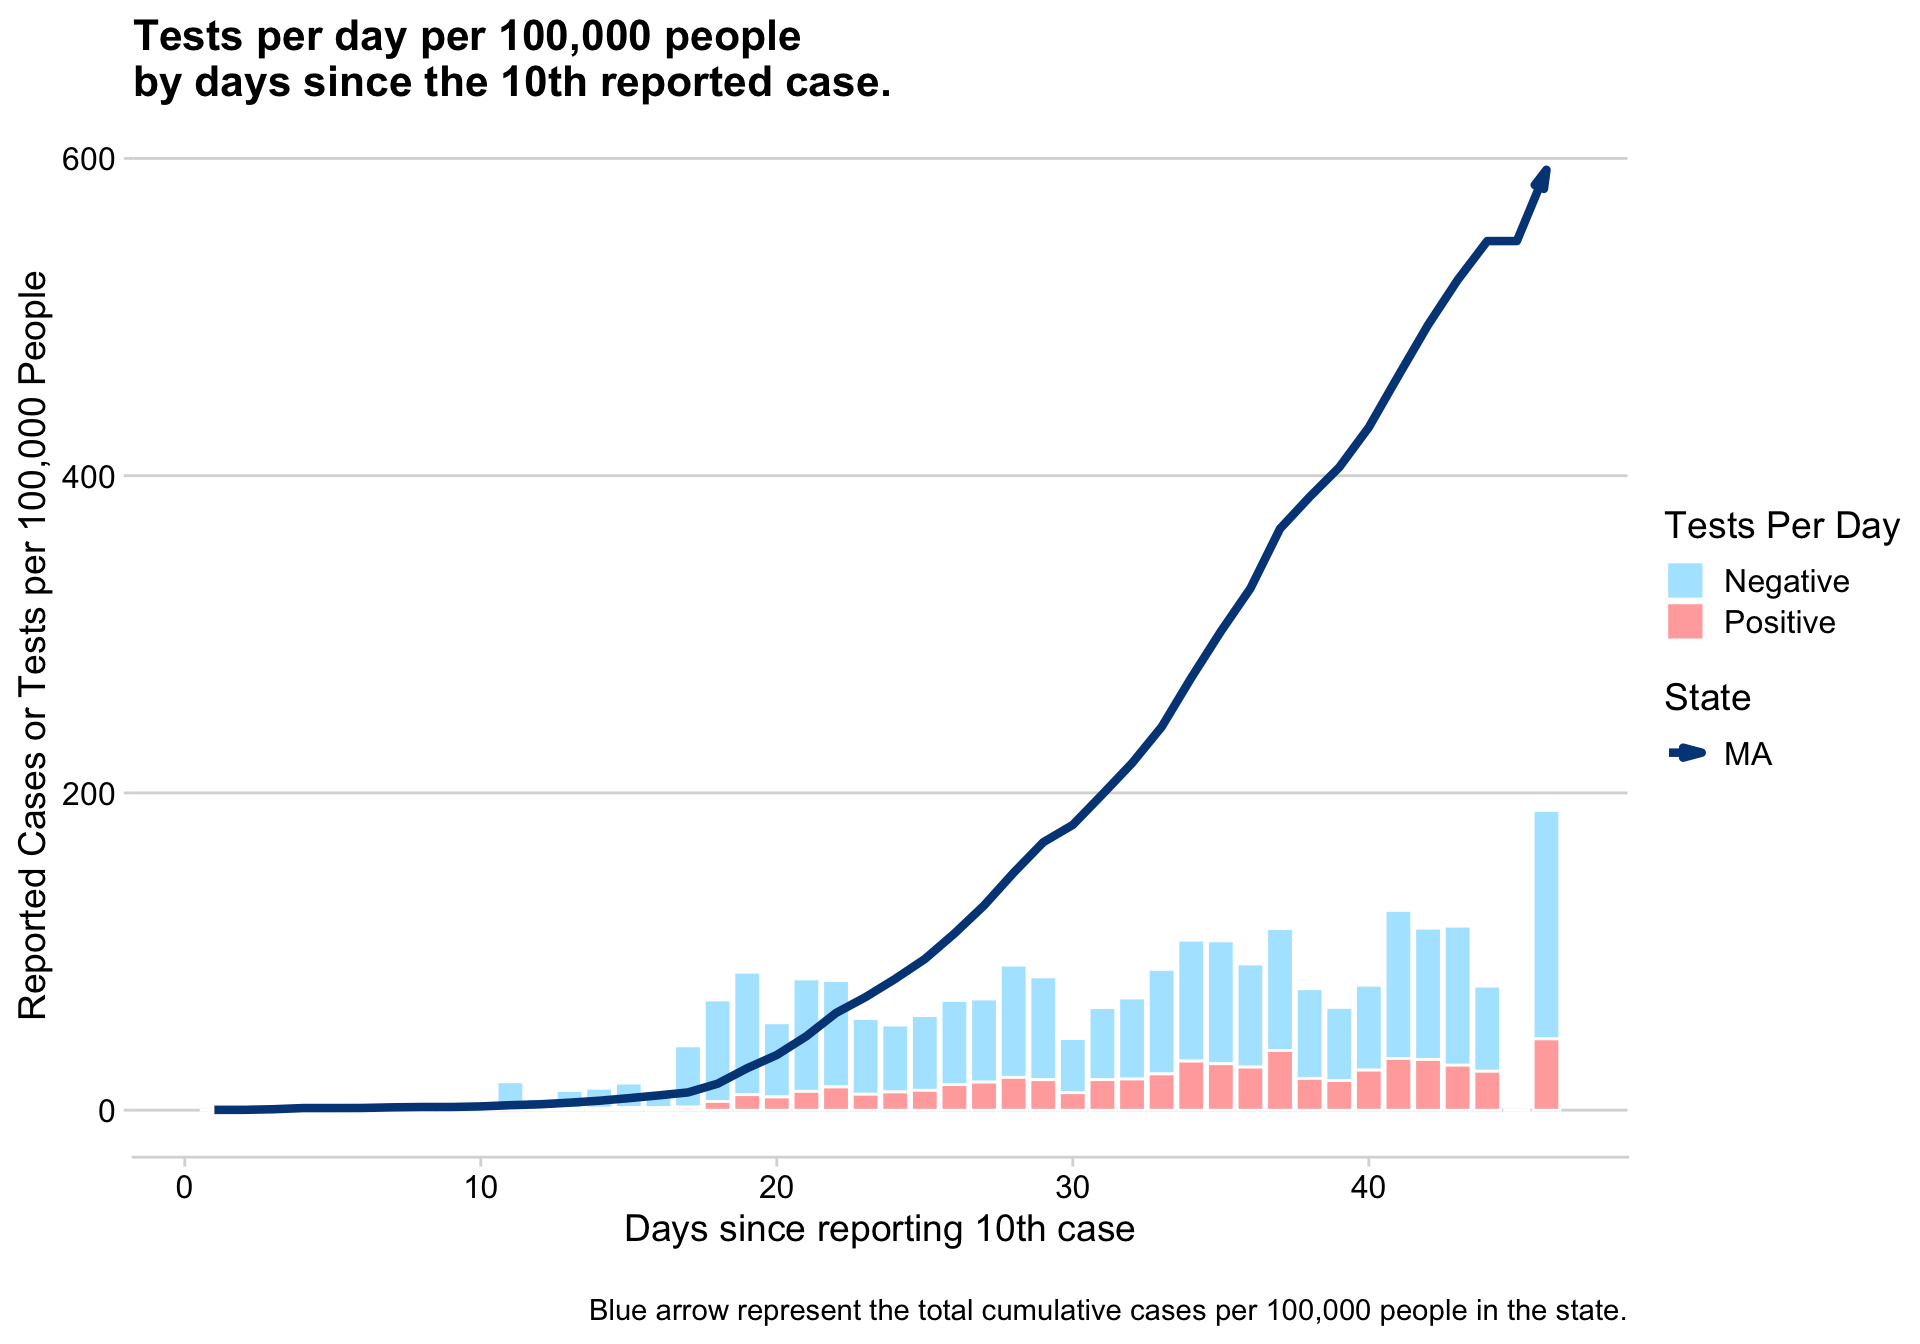 Tests per day per 100,000 people
by days since the 10th reported case.
Reported Cases or Tests per 100,000 People
600
400
200
0
0 10 20 30 40
Days since reporting 10th case
Tests Per Day
Negative
Positive
State
MA
Blue arrow represent the total cumulative cases per 100,000 people in the state.